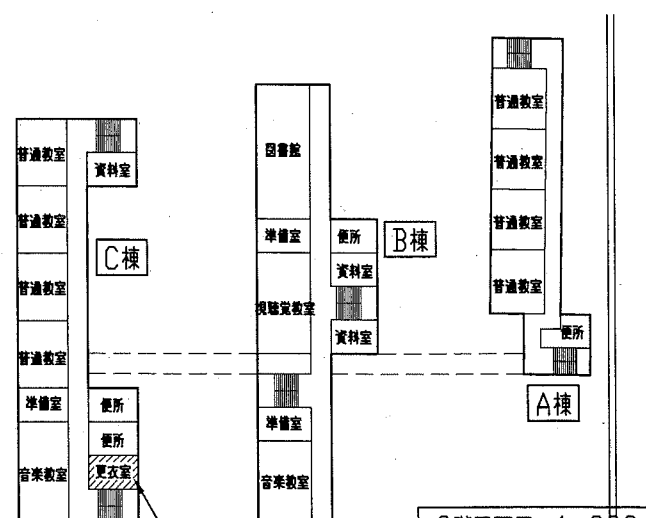 普通教室
資料室
普通教室
普通教室
普通教室
準備室
便所
便所
音楽教室
更衣室
C棟
図書館
準備室
便所
資料室
視聴覚教室
資料室
準備室
音楽教室
B棟
普通教室
普通教室
普通教室
普通教室
便所
A棟